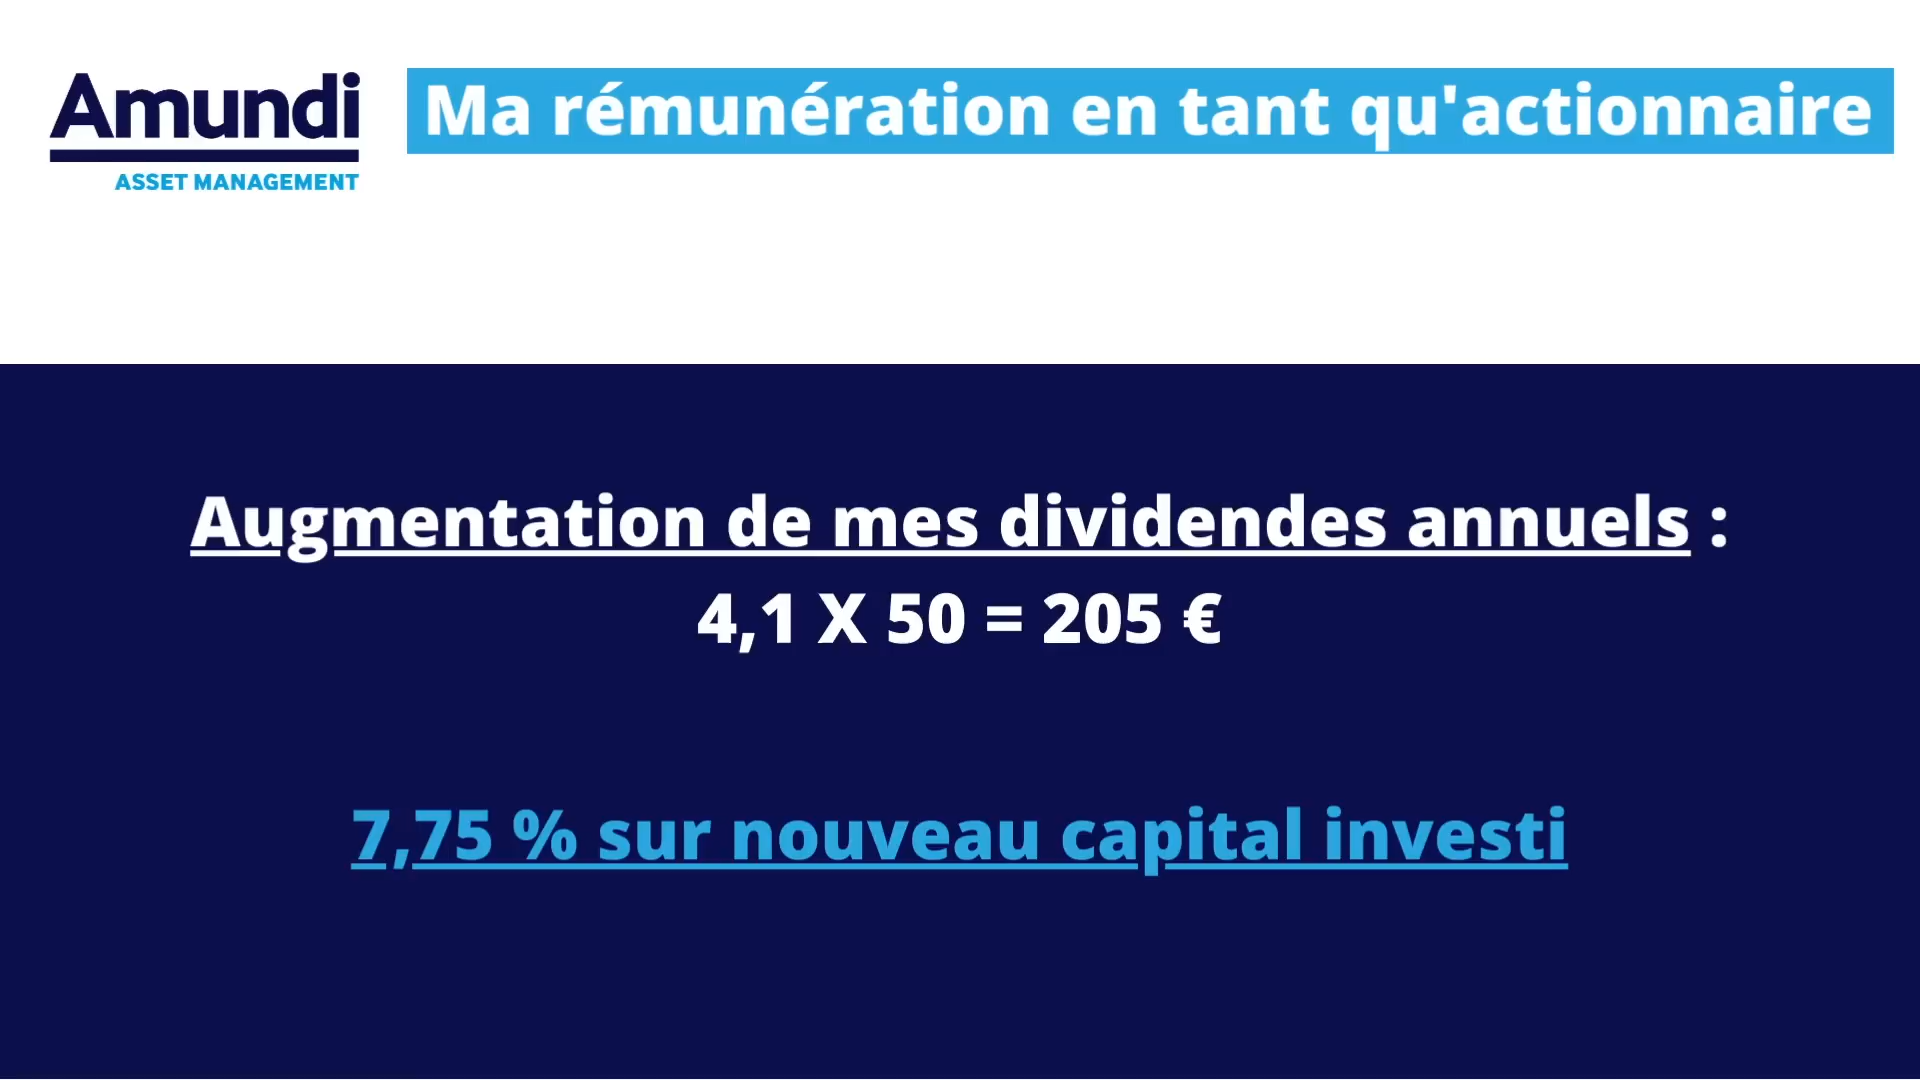 Amundi
ASSET MANAGEMENT
Ma rémunération en tant qu'actionnaire
Augmentation de mes dividendes annuels :
4,1 X 50 = 205 €
7,75 % sur nouveau capital investi